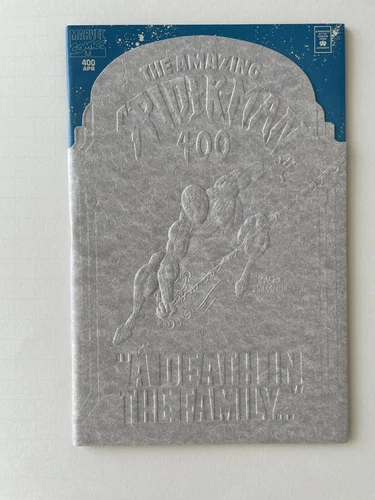 MARVEL
COMICS
400
APR
THE AMAZING
SPIDER-MAN
400
"A DEATH IN
THE FAMILY.."